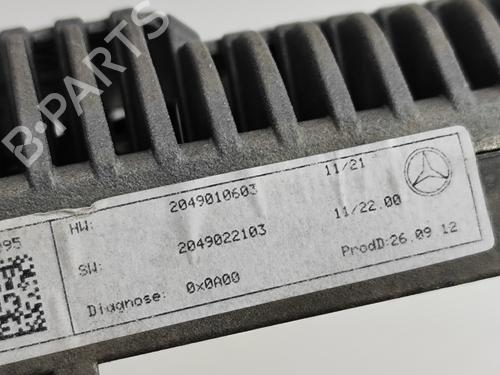 B-PARTS
HW: 2049010603 11/21
SW: 2049022103 11/22.00
Diagnose: 0x0A00 ProdD:26.09 12
95